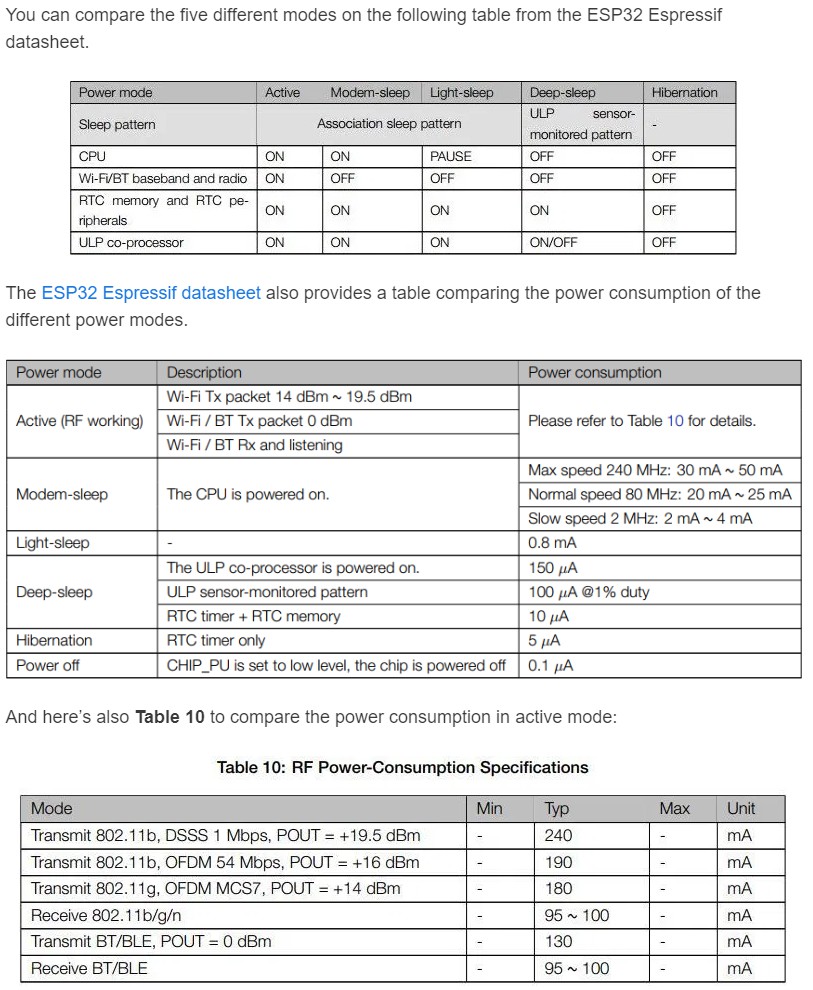 You can compare the five different modes on the following table from the ESP32 Espressif
datasheet.
Power mode Active Modem-sleep Light-sleep Deep-sleep Hibernation
Sleep pattern Association sleep pattern ULP sensor-
monitored pattern -
CPU ON ON PAUSE OFF OFF
Wi-Fi/BT baseband and radio ON OFF OFF OFF OFF
RTC memory and RTC pe-
ripherals ON ON ON ON OFF
ULP co-processor ON ON ON ON/OFF OFF
The ESP32 Espressif datasheet also provides a table comparing the power consumption of the
different power modes.
Power mode Description Power consumption
Active (RF working) Wi-Fi Tx packet 14 dBm ~ 19.5 dBm
Wi-Fi / BT Tx packet 0 dBm Please refer to Table 10 for details.
Wi-Fi / BT Rx and listening
Modem-sleep The CPU is powered on. Max speed 240 MHz: 30 mA ~ 50 mA
Normal speed 80 MHz: 20 mA ~ 25 mA
Slow speed 2 MHz: 2 mA ~ 4 mA
Light-sleep - 0.8 mA
Deep-sleep The ULP co-processor is powered on. 150 μA
ULP sensor-monitored pattern 100 μA @1% duty
RTC timer + RTC memory 10 μA
Hibernation RTC timer only 5 μA
Power off CHIP_PU is set to low level, the chip is powered off 0.1 μA
And here's also Table 10 to compare the power consumption in active mode:
Table 10: RF Power-Consumption Specifications
Mode Min Typ Max Unit
Transmit 802.11b, DSSS 1 Mbps, POUT = +19.5 dBm - 240 - mA
Transmit 802.11b, OFDM 54 Mbps, POUT = +16 dBm - 190 - mA
Transmit 802.11g, OFDM MCS7, POUT = +14 dBm - 180 - mA
Receive 802.11b/g/n - 95 ~ 100 - mA
Transmit BT/BLE, POUT = 0 dBm - 130 - mA
Receive BT/BLE - 95 ~ 100 - mA